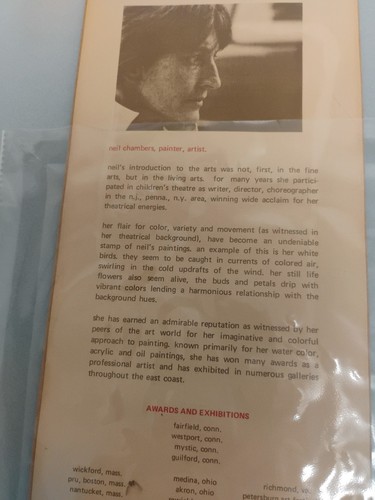 neil chambers, painter, artist.
neil's introduction to the arts was not, first, in the fine
arts, but in the living arts. for many years she partici-
pated in children's theatre as writer, director, choreographer
in the n.j., penna., n.y. area, winning wide acclaim for her
theatrical energies.
her flair for color, variety and movement (as witnessed in
her theatrical background), have become an undeniable
stamp of neil's paintings. an example of this is her white
birds. they seem to be caught in currents of colored air,
swirling in the cold updrafts of the wind. her still life
flowers also seem alive, the buds and petals drip with
vibrant colors lending a harmonious relationship with the
background hues.
she has earned an admirable reputation as witnessed by her
peers of the art world for her imaginative and colorful
approach to painting. known primarily for her water color,
acrylic and oil paintings, she has won many awards as a
professional artist and has exhibited in numerous galleries
throughout the east coast.
AWARDS AND EXHIBITIONS
fairfield, conn.
westport, conn.
mystic, conn.
guilford, conn.
wickford, mass.
pru, boston, mass.
nantucket, mass.
medina, ohio
akron, ohio
richmond, va.
petersburg